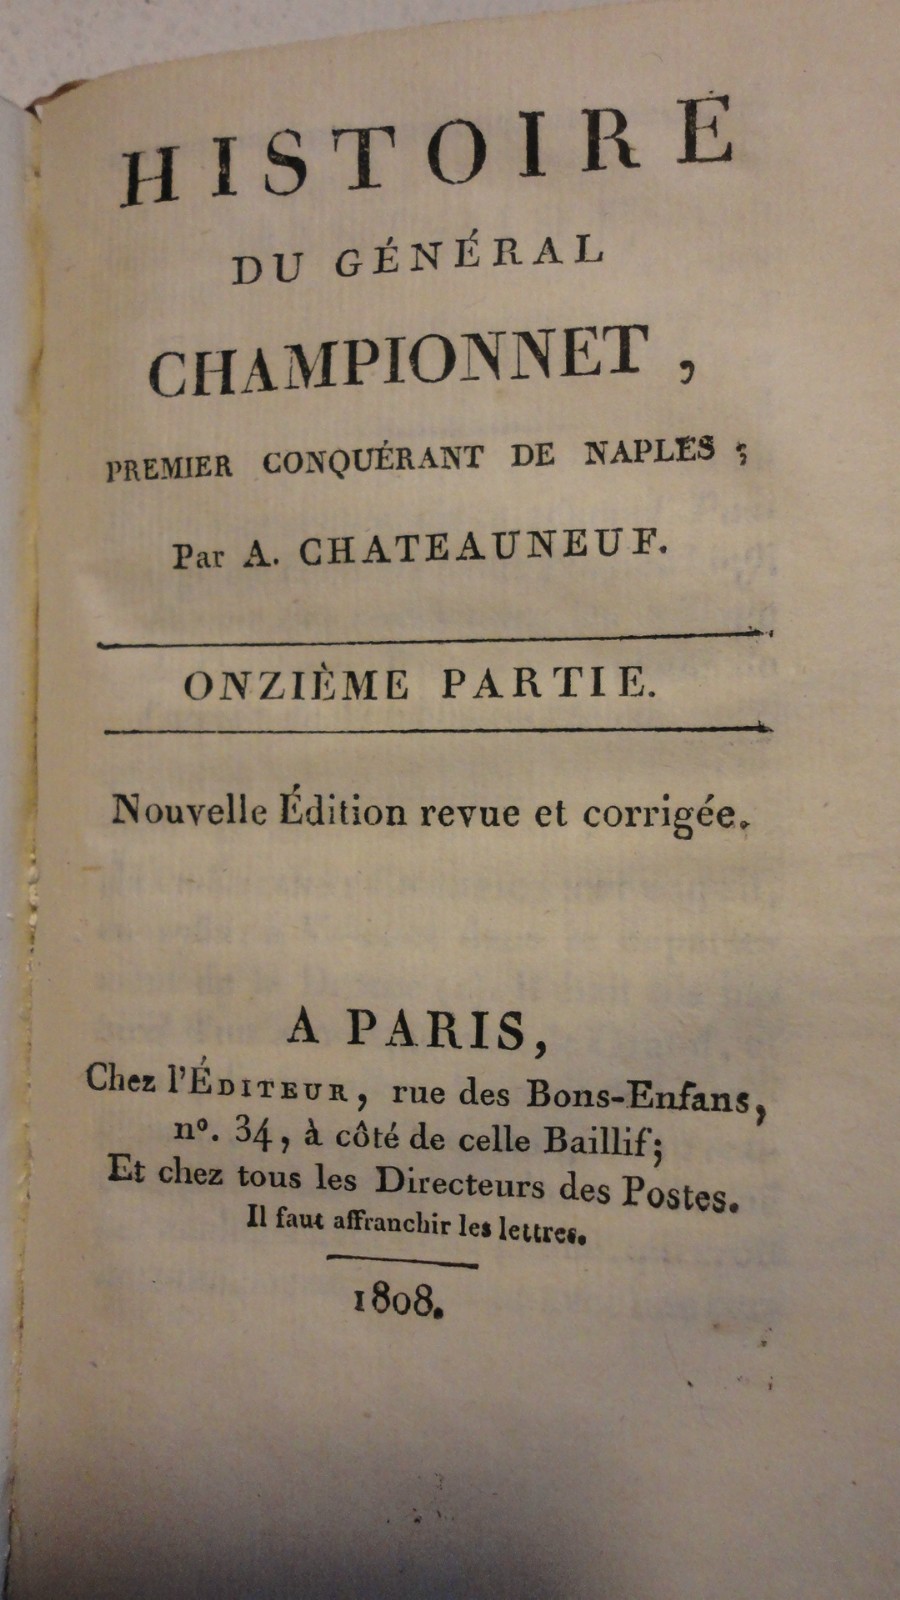 HISTOIRE
DU GÉNÉRAL
CHAMPIONNET,
PREMIER CONQUÉRANT DE NAPLES;
Par A. CHATEAUNEUF.
ONZIÈME PARTIE.
Nouvelle Édition revue et corrigée.
A PARIS,
Chez l'ÉDITEUR, rue des Bons-Enfans,
nº. 34, à côté de celle Baillif;
Et chez tous les Directeurs des Postes.
Il faut affranchir les lettres.
1808.